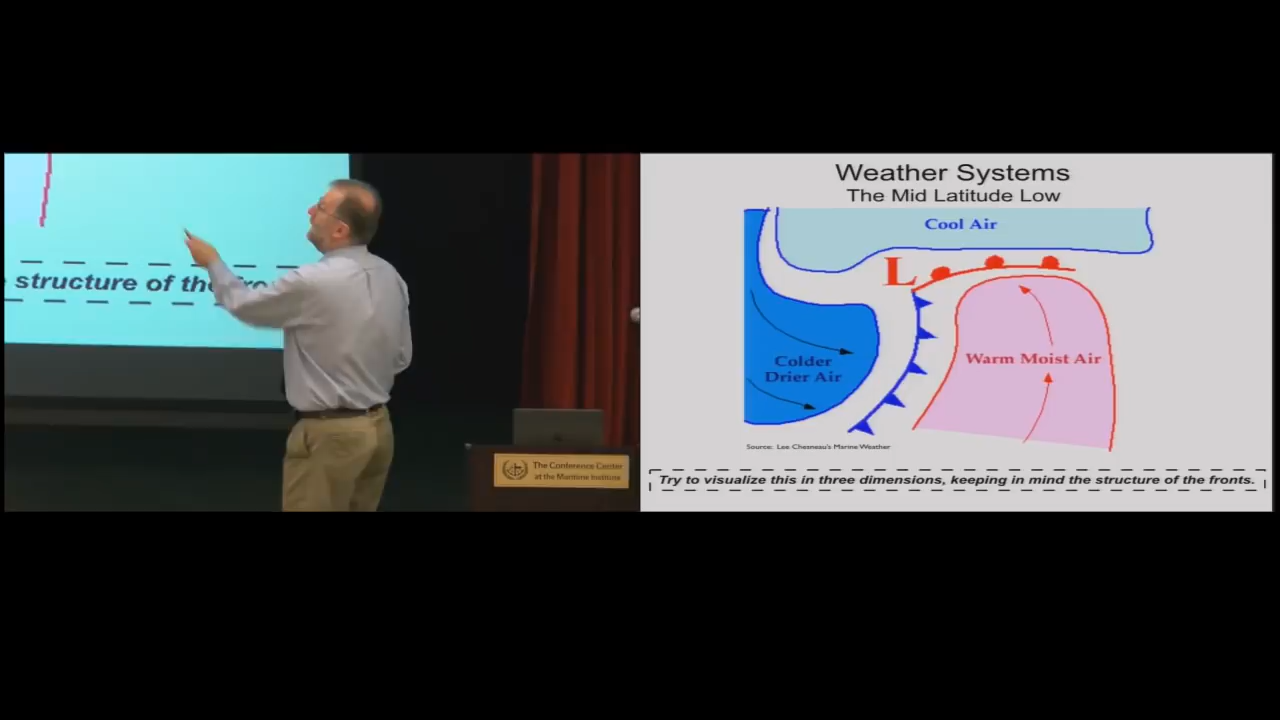 structure of the fro
The Conference Center
at the Maritime Institute
Weather Systems
The Mid Latitude Low
Cool Air
L
Colder
Drier Air
Warm Moist Air
Source: Lee Chesneau's Marine Weather
Try to visualize this in three dimensions, keeping in mind the structure of the fronts.